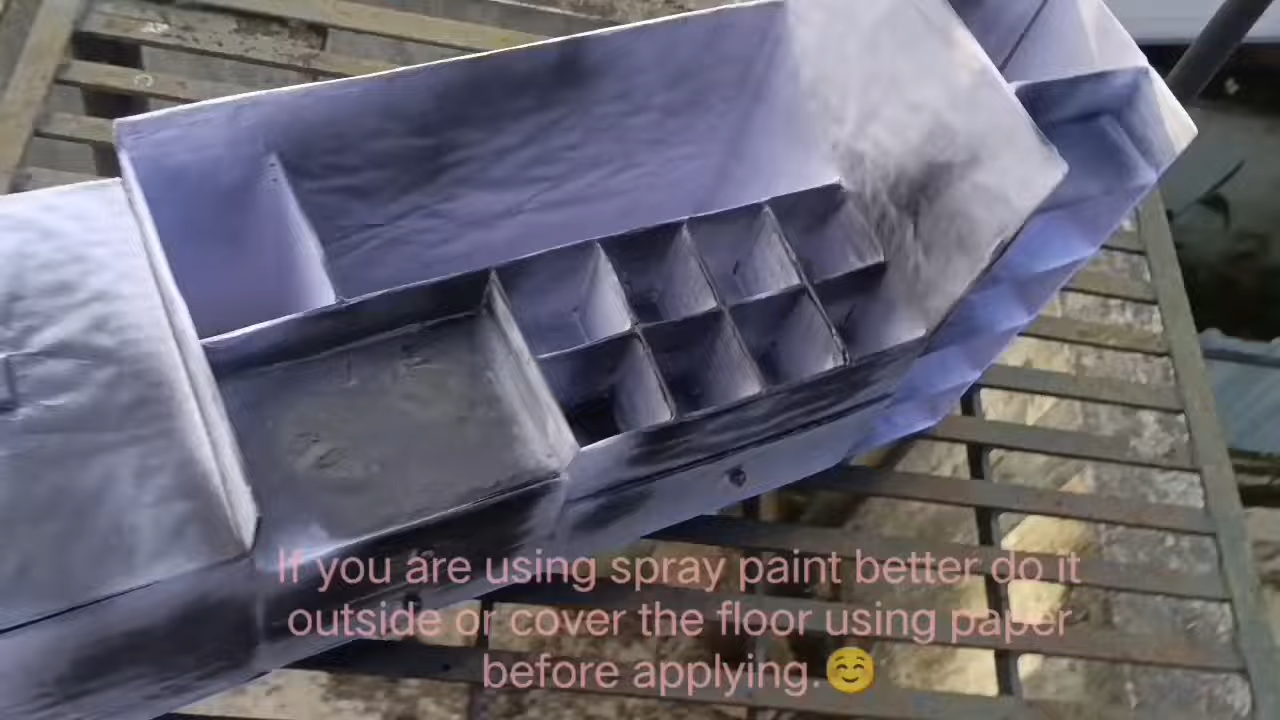 If you are using spray paint better do it
outside or cover the floor using paper
before applying.☺️